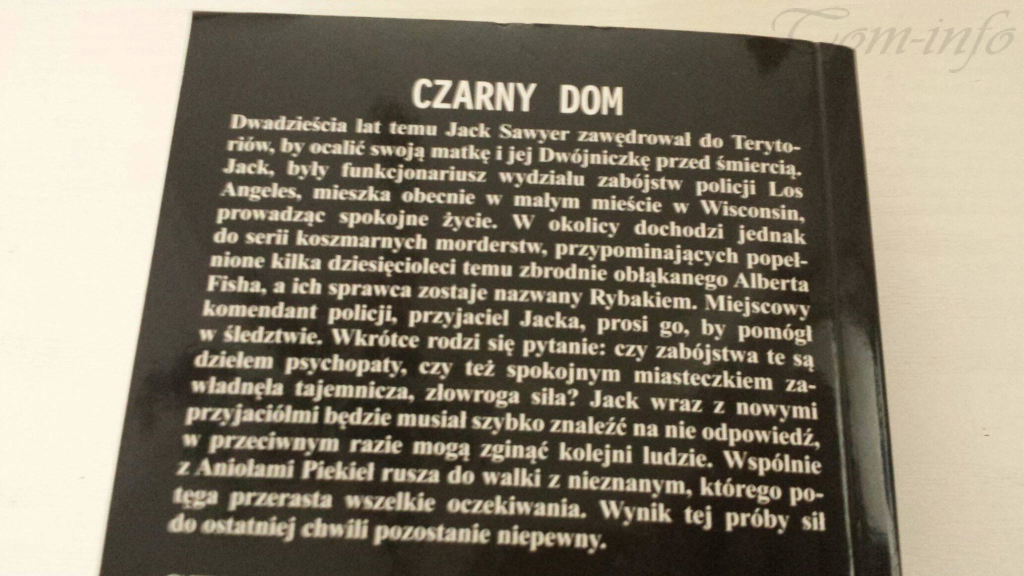 Tom-info
CZARNY DOM
Dwadzieścia lat temu Jack Sawyer zawędrował do Teryto-
riów, by ocalić swoją matkę i jej Dwójniczkę przed śmiercią.
Jack, były funkcjonariusz wydziału zabójstw policji Los
Angeles, mieszka obecnie w małym mieście w Wisconsin,
prowadząc spokojne życie. W okolicy dochodzi jednak
do serii koszmarnych morderstw, przypominających popeł-
nione kilka dziesięcioleci temu zbrodnie obłąkanego Alberta
Fisha, a ich sprawca zostaje nazwany Rybakiem. Miejscowy
komendant policji, przyjaciel Jacka, prosi go, by pomógł
w śledztwie. Wkrótce rodzi się pytanie: czy zabójstwa te są
dziełem psychopaty, czy też spokojnym miasteczkiem za-
władnęła tajemnicza, złowroga siła? Jack wraz z nowymi
przyjaciółmi będzie musiał szybko znaleźć na nie odpowiedź,
w przeciwnym razie mogą zginąć kolejni ludzie. Wspólnie
z Aniołami Piekieł rusza do walki z nieznanym, którego po-
tęga przerasta wszelkie oczekiwania. Wynik tej próby sił
do ostatniej chwili pozostanie niepewny.